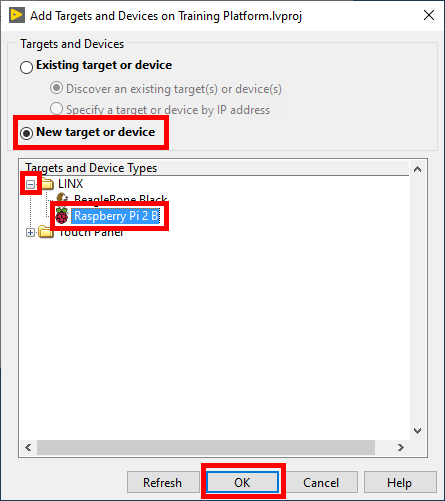 Add Targets and Devices on Training Platform.lvproj
Targets and Devices
Existing target or device
Discover an existing target(s) or device(s)
Specify a target or device by IP address
New target or device
Targets and Device Types
LINX
BeagleBone Black
Raspberry Pi 2 B
Touch Panel
Refresh OK Cancel Help